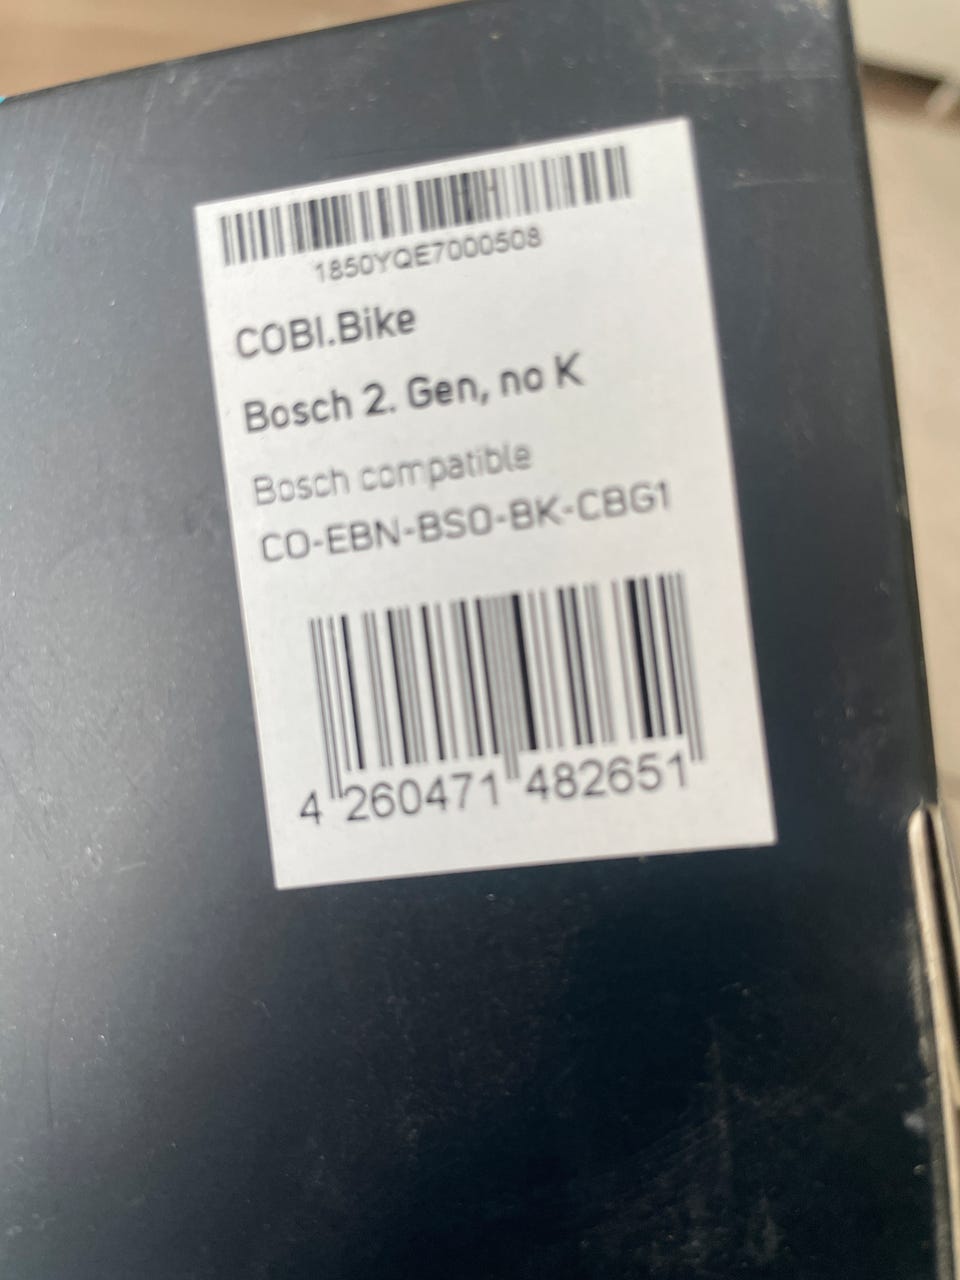 1850YQE7000508
COBI.Bike
Bosch 2. Gen, no K
Bosch compatible
CO-EBN-BSO-BK-CBG1
4 260471 482651